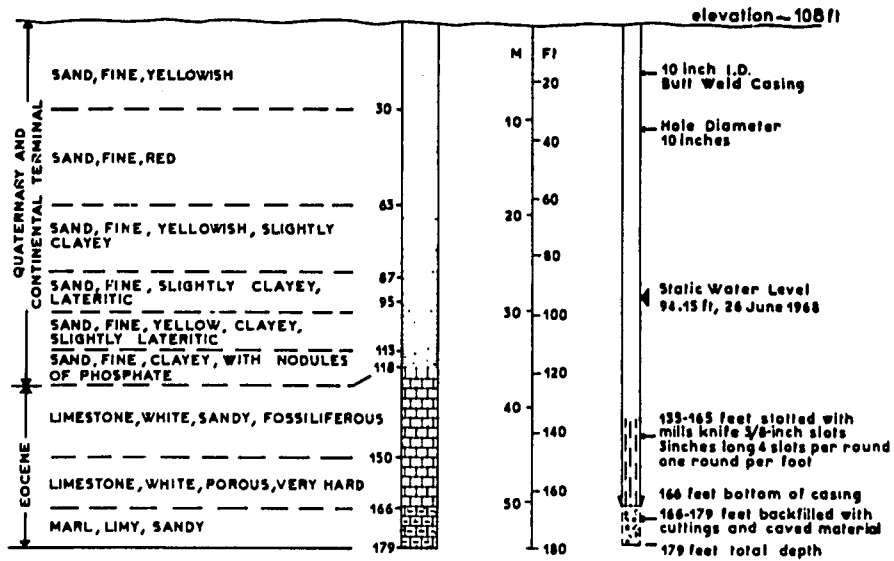 elevation ~ 108 ft
QUATERNARY AND
CONTINENTAL TERMINAL
EOCENE
SAND, FINE, YELLOWISH
SAND, FINE, RED
SAND, FINE, YELLOWISH, SLIGHTLY
CLAYEY
SAND, FINE, SLIGHTLY CLAYEY,
LATERITIC
SAND, FINE, YELLOW, CLAYEY,
SLIGHTLY LATERITIC
SAND, FINE, CLAYEY, WITH NODULES
OF PHOSPHATE
LIMESTONE, WHITE, SANDY, FOSSILIFEROUS
LIMESTONE, WHITE, POROUS, VERY HARD
MARL, LIMY, SANDY
30
63
87
95
113
118
150
166
179
M Ft
20
10
40
60
20
80
30
100
120
40
140
160
50
180
10 inch I.D.
Butt Weld Casing
Hole Diameter
10 inches
Static Water Level
94.15 ft, 26 June 1968
135-165 feet slotted with
mills knife 3/8-inch slots
3inches long 4 slots per round
one round per foot
166 feet bottom of casing
166-179 feet backfilled with
cuttings and caved material
179 feet total depth